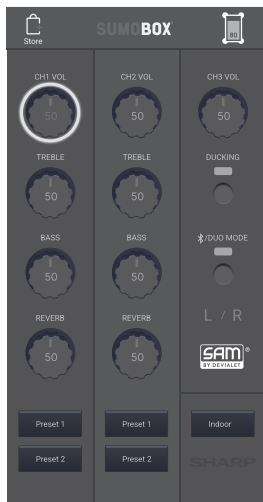 Store
SUMOBOX
80
CH1 VOL
CH2 VOL
CH3 VOL
50
50
50
TREBLE
TREBLE
DUCKING
50
50
BASS
BASS
/DUO MODE
50
50
REVERB
REVERB
L / R
50
50
SAM®
BY DEVIALET
Preset 1
Preset 1
Indoor
Preset 2
Preset 2
SHARP